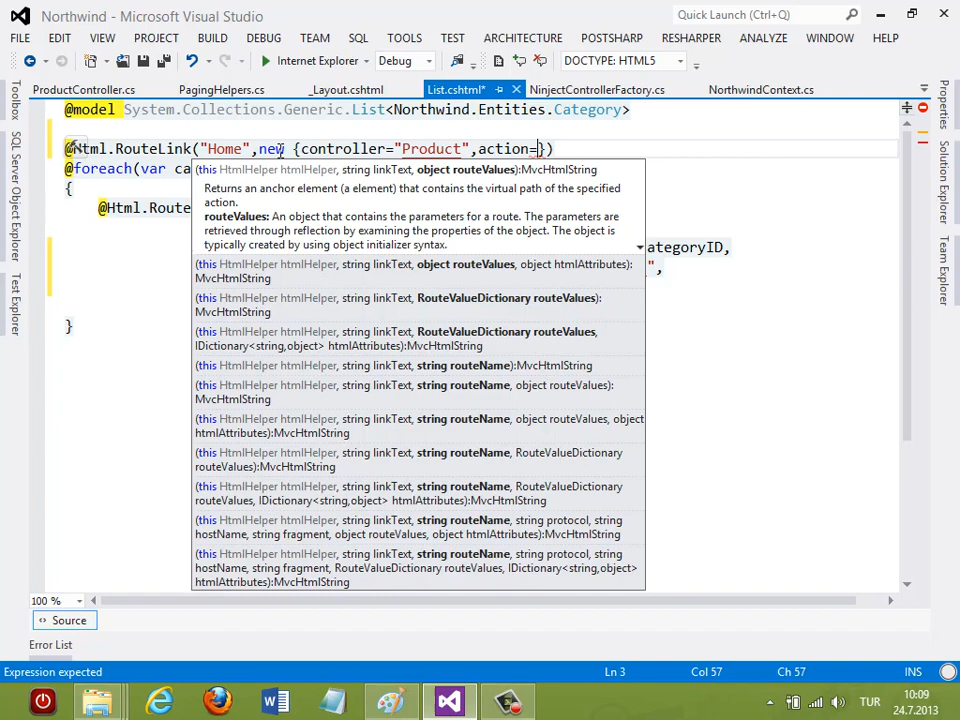 Northwind - Microsoft Visual Studio
Quick Launch (Ctrl+Q)
FILE EDIT VIEW PROJECT BUILD DEBUG TEAM SQL TOOLS TEST ARCHITECTURE POSTSHARP RESHARPER ANALYZE WINDOW HELP
Internet Explorer Debug DOCTYPE: HTML5
ProductController.cs PagingHelpers.cs _Layout.cshtml List.cshtml* NinjectControllerFactory.cs NorthwindContext.cs
Toolbox
SQL Server Object Explorer
Test Explorer
@model System.Collections.Generic.List<Northwind.Entities.Category>
@Html.RouteLink("Home",new {controller="Product",action=})
@foreach(var ca
{
@Html.Route
ategoryID,
",
}
(this HtmlHelper htmlHelper, string linkText, object routeValues):MvcHtmlString
Returns an anchor element (a element) that contains the virtual path of the specified
action.
routeValues: An object that contains the parameters for a route. The parameters are
retrieved through reflection by examining the properties of the object. The object is
typically created by using object initializer syntax.
(this HtmlHelper htmlHelper, string linkText, object routeValues, object htmlAttributes):
MvcHtmlString
(this HtmlHelper htmlHelper, string linkText, RouteValueDictionary routeValues):
MvcHtmlString
(this HtmlHelper htmlHelper, string linkText, RouteValueDictionary routeValues,
IDictionary<string,object> htmlAttributes):MvcHtmlString
(this HtmlHelper htmlHelper, string linkText, string routeName):MvcHtmlString
(this HtmlHelper htmlHelper, string linkText, string routeName, object routeValues):
MvcHtmlString
(this HtmlHelper htmlHelper, string linkText, string routeName, object routeValues, object
htmlAttributes):MvcHtmlString
(this HtmlHelper htmlHelper, string linkText, string routeName, RouteValueDictionary
routeValues):MvcHtmlString
(this HtmlHelper htmlHelper, string linkText, string routeName, RouteValueDictionary
routeValues, IDictionary<string,object> htmlAttributes):MvcHtmlString
(this HtmlHelper htmlHelper, string linkText, string routeName, string protocol, string
hostName, string fragment, object routeValues, object htmlAttributes):MvcHtmlString
(this HtmlHelper htmlHelper, string linkText, string routeName, string protocol, string
hostName, string fragment, RouteValueDictionary routeValues, IDictionary<string,object>
htmlAttributes):MvcHtmlString
Properties
Solution Explorer
Team Explorer
100 %
Source
Error List
Expression expected Ln 3 Col 57 Ch 57 INS
TUR
10:09
24.7.2013